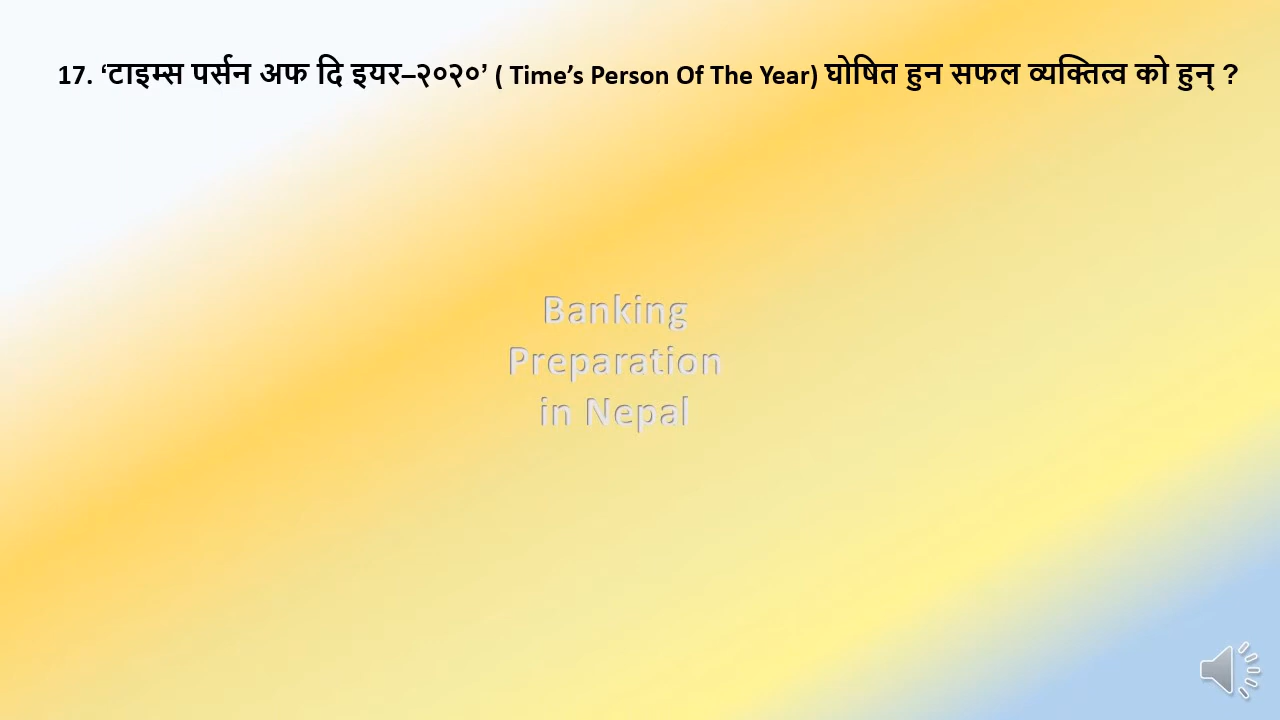 17. ‘टाइम्स पर्सन अफ दि इयर–२०२०’ ( Time’s Person Of The Year) घोषित हुन सफल व्यक्तित्व को हुन् ?
Banking
Preparation
in Nepal